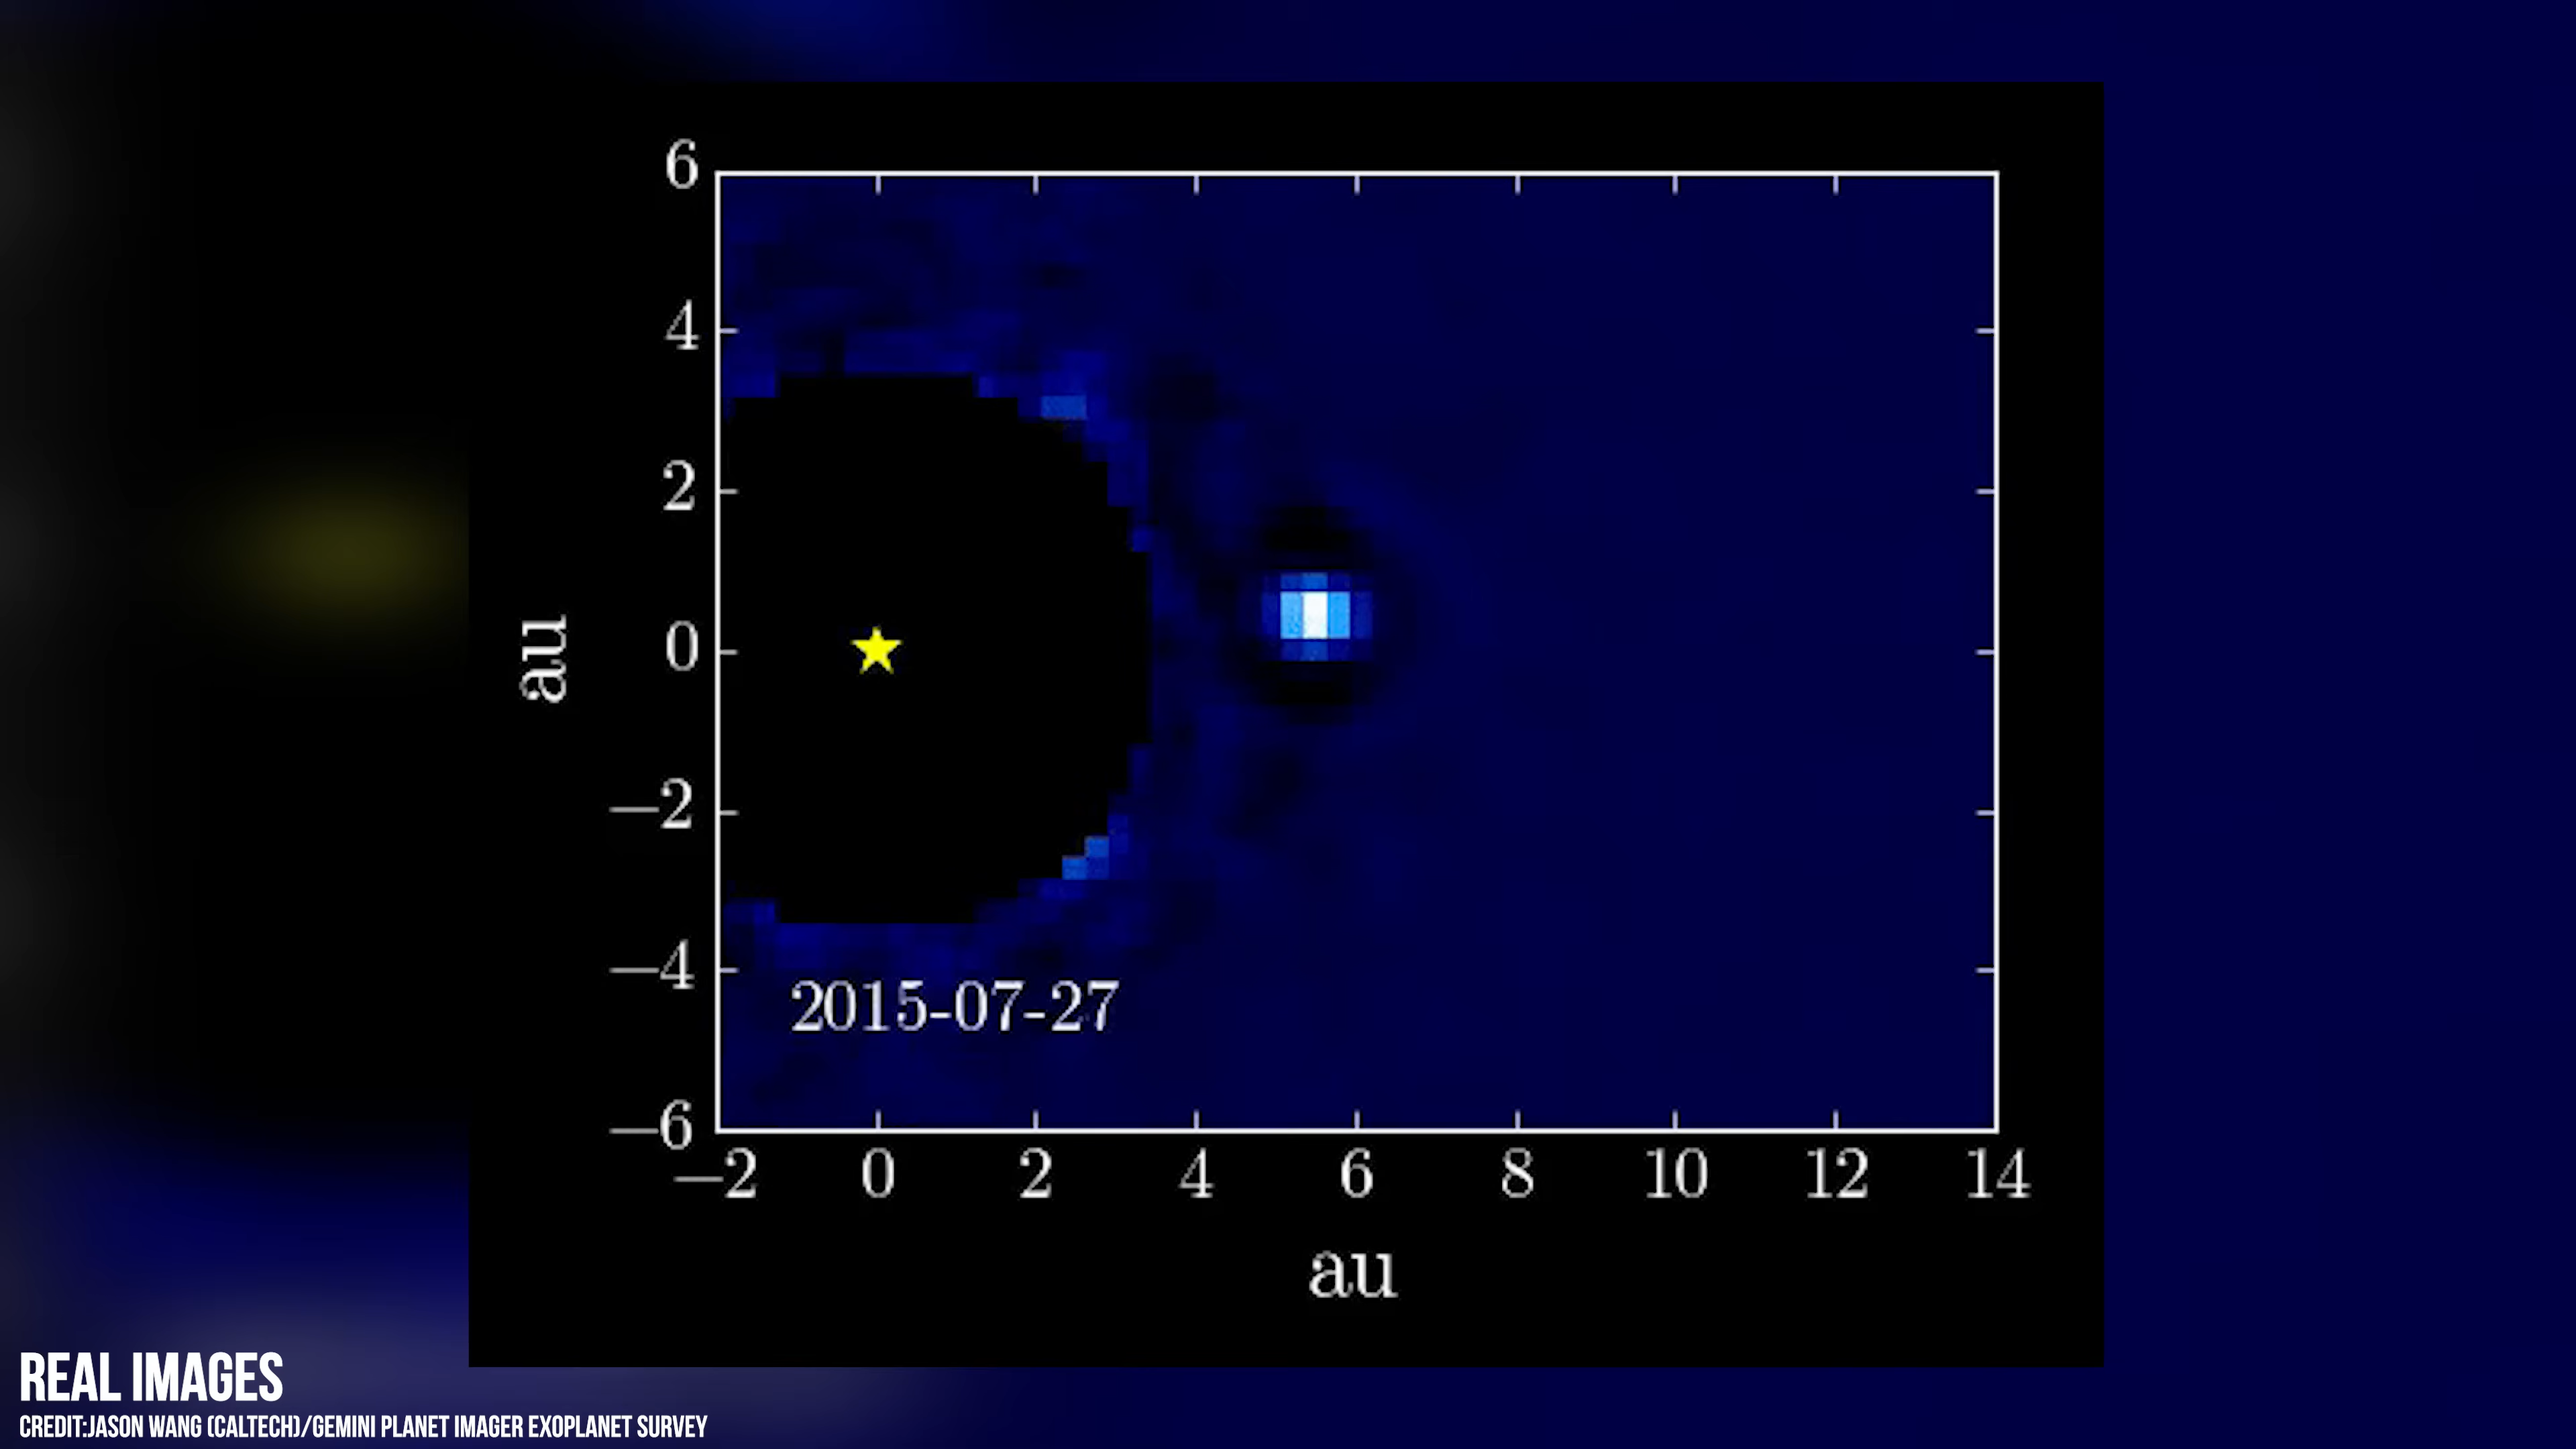 6
4
2
0
−2
−4
−6
au
2015-07-27
−2 0 2 4 6 8 10 12 14
au
REAL IMAGES
CREDIT:JASON WANG (CALTECH)/GEMINI PLANET IMAGER EXOPLANET SURVEY